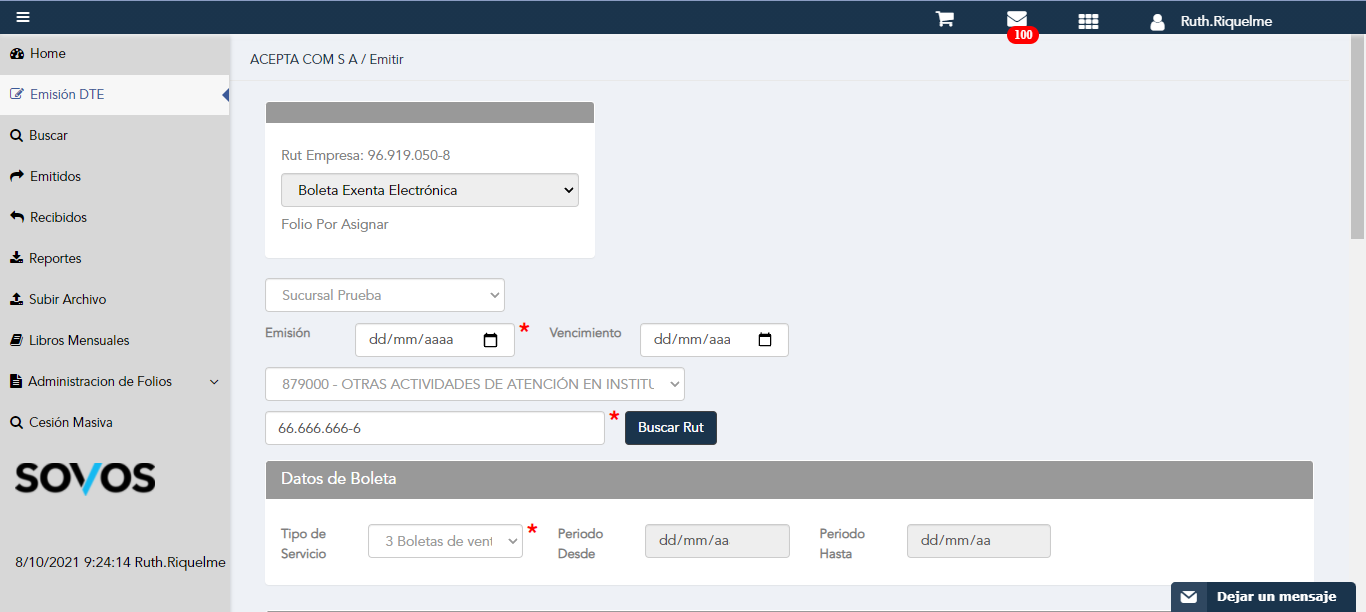 Ruth.Riquelme
100
Home
Emisión DTE
Buscar
Emitidos
Recibidos
Reportes
Subir Archivo
Libros Mensuales
Administracion de Folios
Cesión Masiva
SOVOS
8/10/2021 9:24:14 Ruth.Riquelme
ACEPTA COM S A / Emitir
Rut Empresa: 96.919.050-8
Boleta Exenta Electrónica
Folio Por Asignar
Sucursal Prueba
Emisión dd/mm/aaaa * Vencimiento dd/mm/aaa
879000 - OTRAS ACTIVIDADES DE ATENCIÓN EN INSTITU
66.666.666-6 * Buscar Rut
Datos de Boleta
Tipo de Servicio 3 Boletas de vent * Periodo Desde dd/mm/aa Periodo Hasta dd/mm/aa
Dejar un mensaje